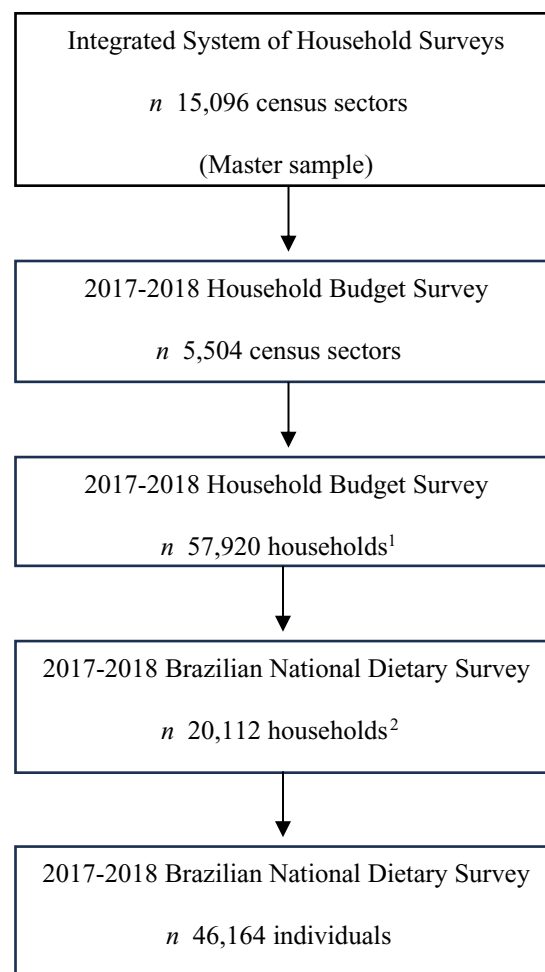 Integrated System of Household Surveys
n 15,096 census sectors
(Master sample)
2017-2018 Household Budget Survey
n 5,504 census sectors
2017-2018 Household Budget Survey
n 57,920 households¹
2017-2018 Brazilian National Dietary Survey
n 20,112 households²
2017-2018 Brazilian National Dietary Survey
n 46,164 individuals